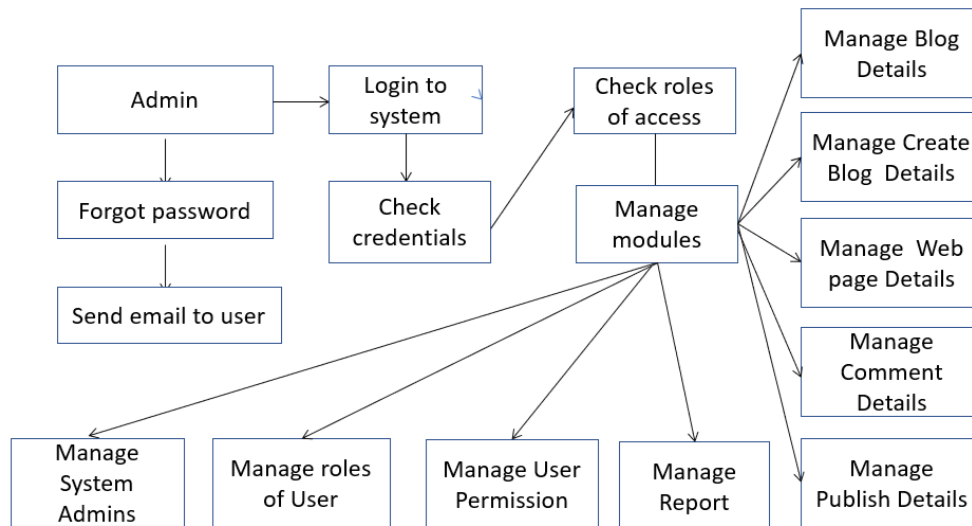 Admin
Login to
system
Check roles
of access
Manage Blog
Details
Manage Create
Blog Details
Forgot password
Check
credentials
Manage
modules
Manage Web
page Details
Send email to user
Manage
Comment
Details
Manage
System
Admins
Manage roles
of User
Manage User
Permission
Manage
Report
Manage
Publish Details